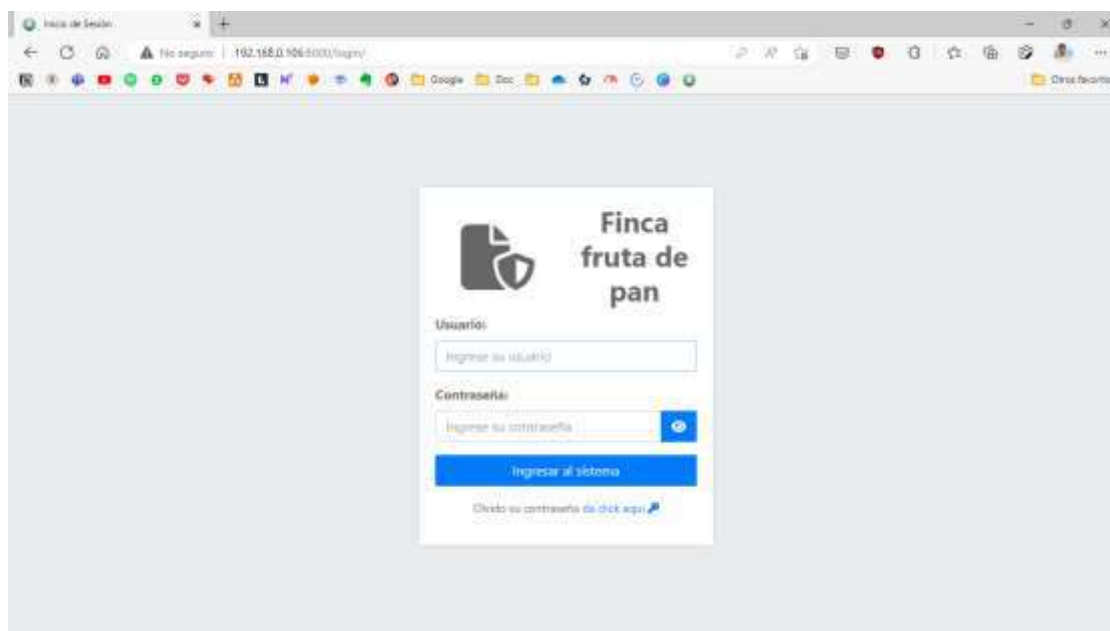 Inicio de Sesión
No seguro | 192.168.0.106:8000/login/
Google
Doc
Otros favoritos
Finca
fruta de
pan
Usuario:
Ingrese su usuario
Contraseña:
Ingrese su contraseña
Ingresar al sistema
Olvido su contraseña de click aqui